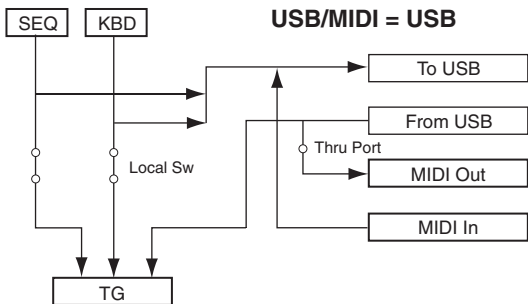 USB/MIDI = USB
SEQ
KBD
To USB
From USB
Thru Port
Local Sw
MIDI Out
MIDI In
TG